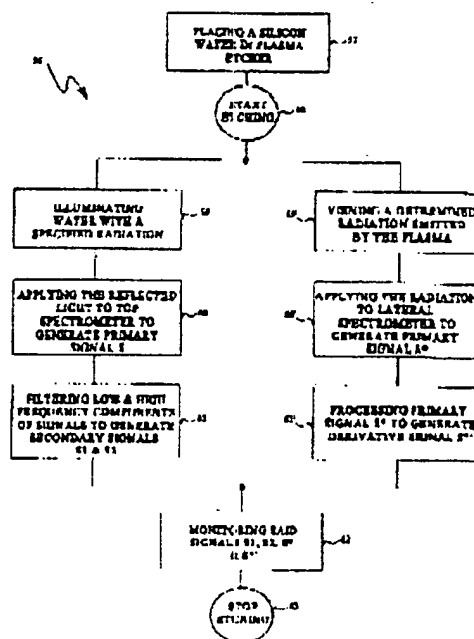 PLACING A SILICON
WAFER IN PLASMA
ETCHER
57
START
ETCHING
ILLUMINATING
WAFER WITH A
SPECIFIED RADIATION
VIEWING A DETERMINED
RADIATION EMITTED
BY THE PLASMA
APPLYING THE REFLECTED
LIGHT TO TOP
SPECTROMETER TO
GENERATE PRIMARY
SIGNAL S
APPLYING THE RADIATION
TO LATERAL
SPECTROMETER TO
GENERATE PRIMARY
SIGNAL
FILTERING LOW & HIGH
FREQUENCY COMPONENTS
OF SIGNALS TO GENERATE
SECONDARY SIGNALS
S1 & S2
PROCESSING PRIMARY
SIGNAL TO GENERATE
DERIVATIVE SIGNAL
MONITORING SAID
SIGNALS S1, S2,
62
STOP
ETCHING
63